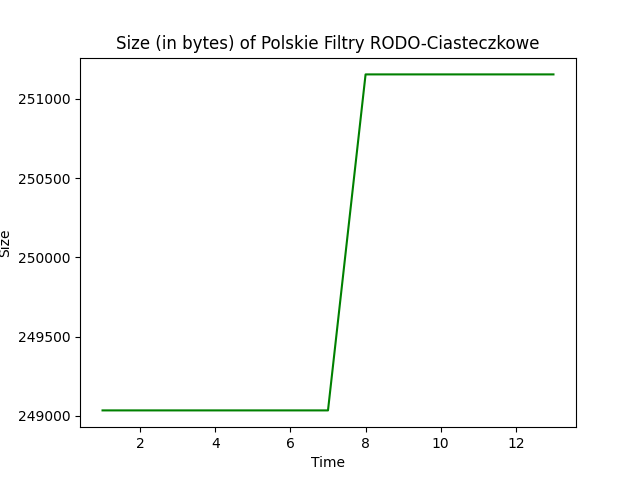 Size (in bytes) of Polskie Filtry RODO-Ciasteczkowe
251000
250500
250000
249500
249000
Size
2 4 6 8 10 12
Time